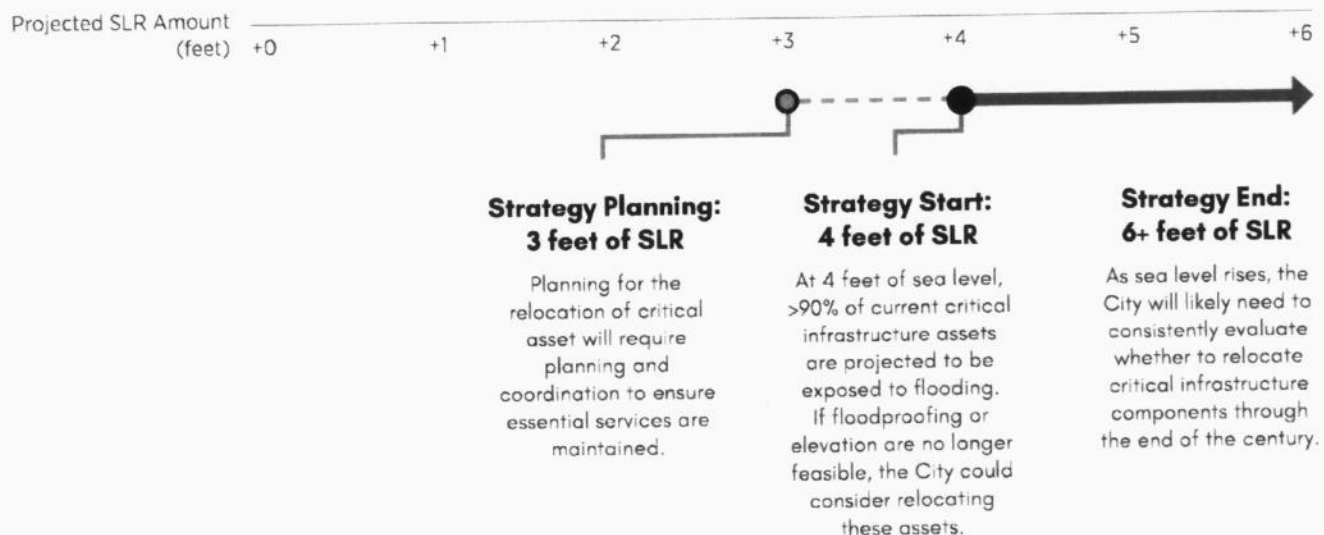 Projected SLR Amount
(feet) +0 +1 +2 +3 +4 +5 +6
Strategy Planning:
3 feet of SLR
Planning for the
relocation of critical
asset will require
planning and
coordination to ensure
essential services are
maintained.
Strategy Start:
4 feet of SLR
At 4 feet of sea level,
>90% of current critical
infrastructure assets
are projected to be
exposed to flooding.
If floodproofing or
elevation are no longer
feasible, the City could
consider relocating
these assets.
Strategy End:
6+ feet of SLR
As sea level rises, the
City will likely need to
consistently evaluate
whether to relocate
critical infrastructure
components through
the end of the century.